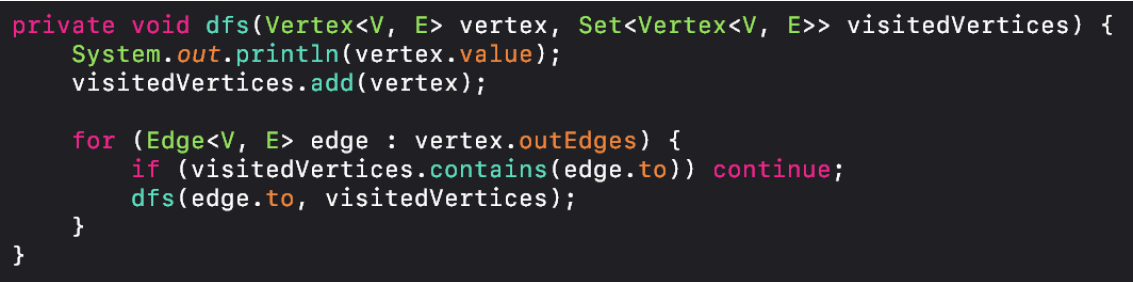 private void dfs(Vertex<V, E> vertex, Set<Vertex<V, E>> visitedVertices) {
    System.out.println(vertex.value);
    visitedVertices.add(vertex);

    for (Edge<V, E> edge : vertex.outEdges) {
        if (visitedVertices.contains(edge.to)) continue;
        dfs(edge.to, visitedVertices);
    }
}